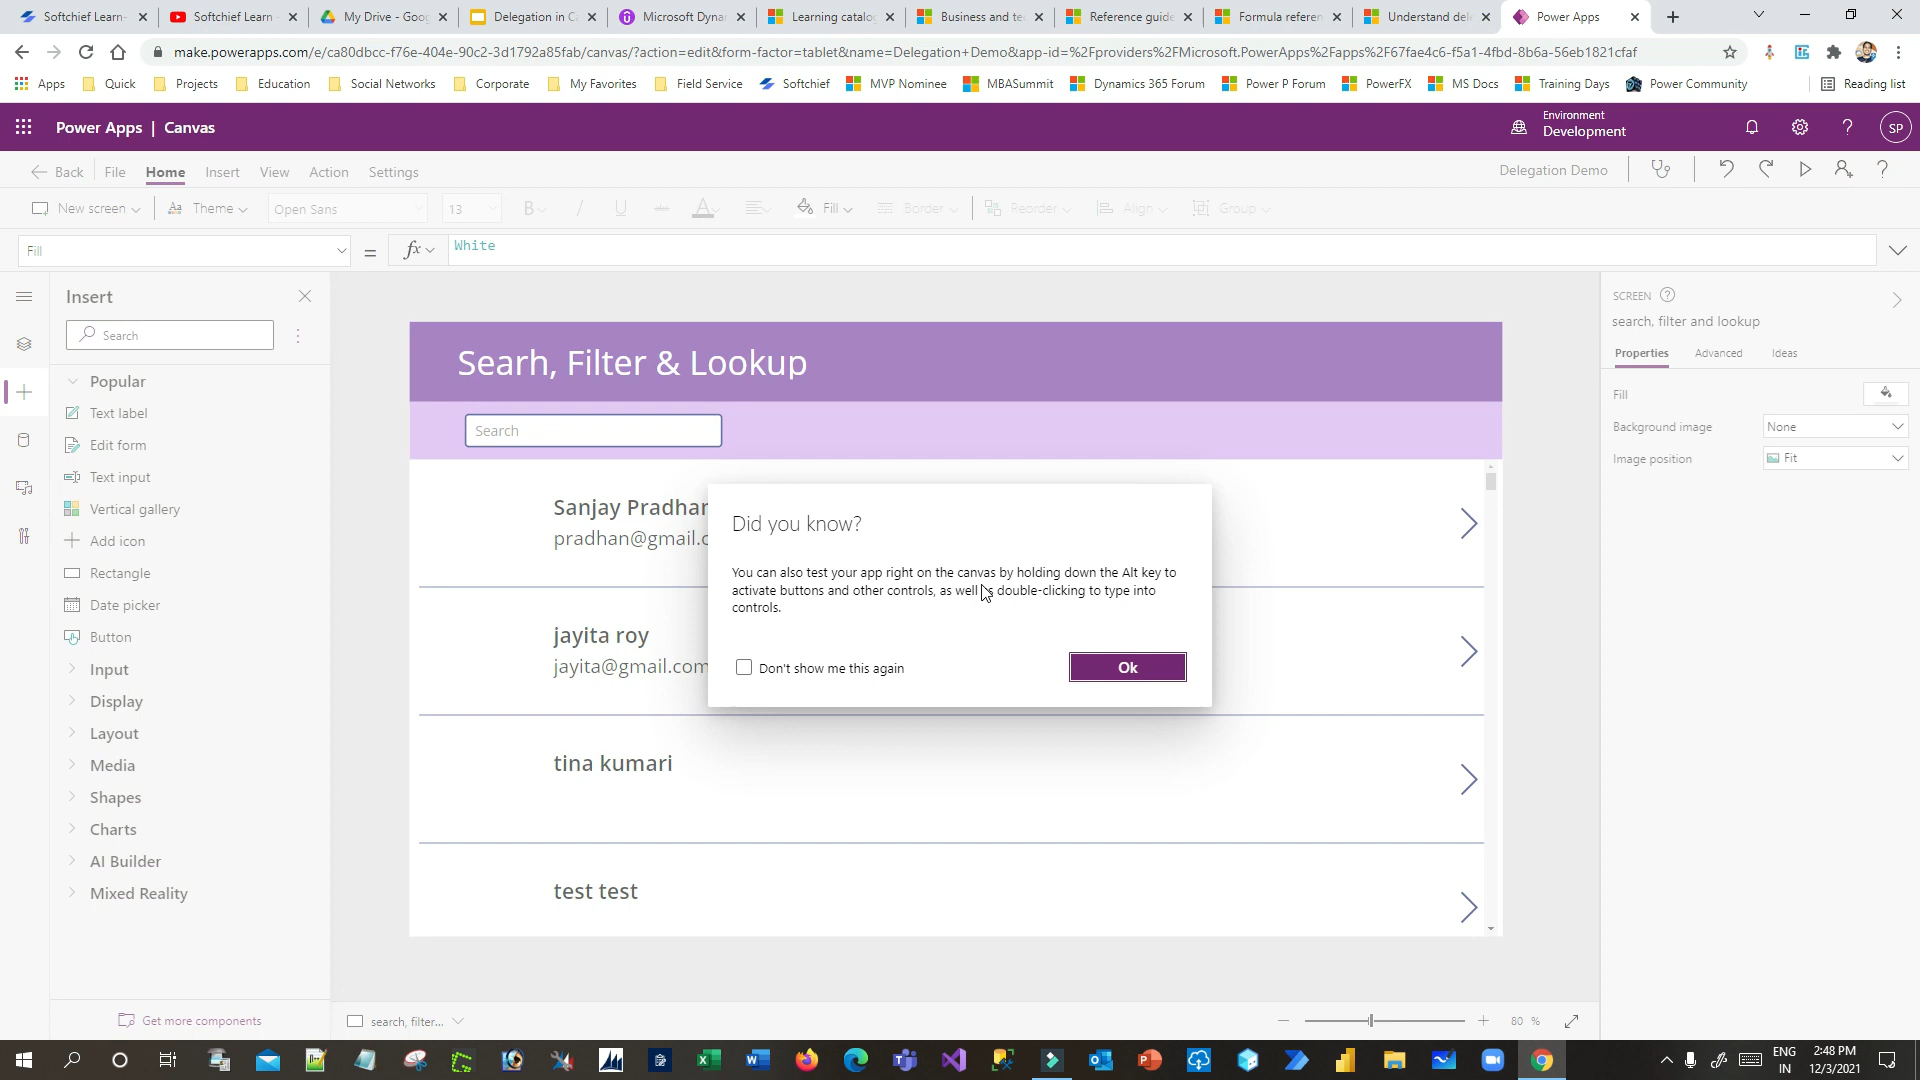 Softchief Learn-
Softchief Learn -
My Drive - Goog
Delegation in Ca
Microsoft Dynar
Learning catalog
Business and te
Reference guide
Formula referen
Understand dele
Power Apps
make.powerapps.com/e/ca80dbcc-f76e-404e-90c2-3d1792a85fab/canvas/?action=edit&form-factor=tablet&name=Delegation+Demo&app-id=%2Fproviders%2FMicrosoft.PowerApps%2Fapps%2F67fae4c6-f5a1-4fbd-8b6a-56eb1821cfaf
Apps
Quick
Projects
Education
Social Networks
Corporate
My Favorites
Field Service
Softchief
MVP Nominee
MBASummit
Dynamics 365 Forum
Power P Forum
PowerFX
MS Docs
Training Days
Power Community
Reading list
Power Apps | Canvas
Environment
Development
SP
Back
File
Home
Insert
View
Action
Settings
Delegation Demo
New screen
Theme
Open Sans
13
Fill
Border
Reorder
Align
Group
Fill
=
fx
White
Insert
Search
Popular
Text label
Edit form
Text input
Vertical gallery
Add icon
Rectangle
Date picker
Button
Input
Display
Layout
Media
Shapes
Charts
AI Builder
Mixed Reality
Get more components
Searh, Filter & Lookup
Search
Sanjay Pradhan
pradhan@gmail.c
jayita roy
jayita@gmail.com
tina kumari
test test
Did you know?
You can also test your app right on the canvas by holding down the Alt key to
activate buttons and other controls, as well as double-clicking to type into
controls.
Don't show me this again
Ok
SCREEN
search, filter and lookup
Properties
Advanced
Ideas
Fill
Background image
None
Image position
Fit
search, filter...
80 %
ENG
IN
2:48 PM
12/3/2021